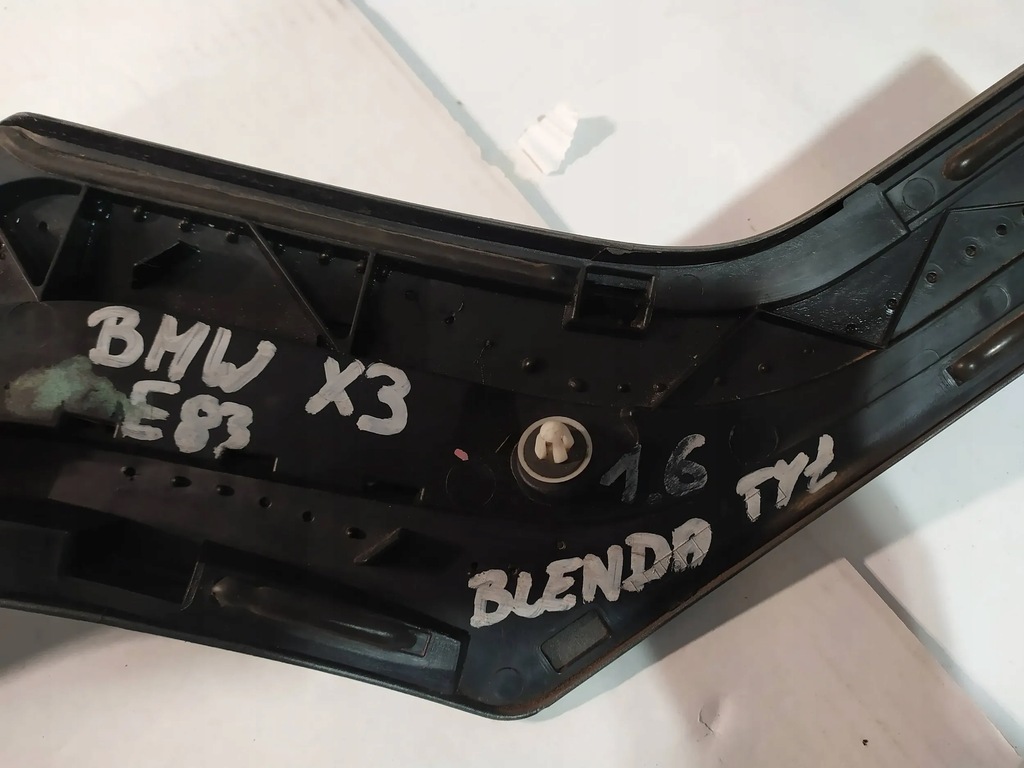 BMW X3
E83
1.6
BLENDA TYŁ